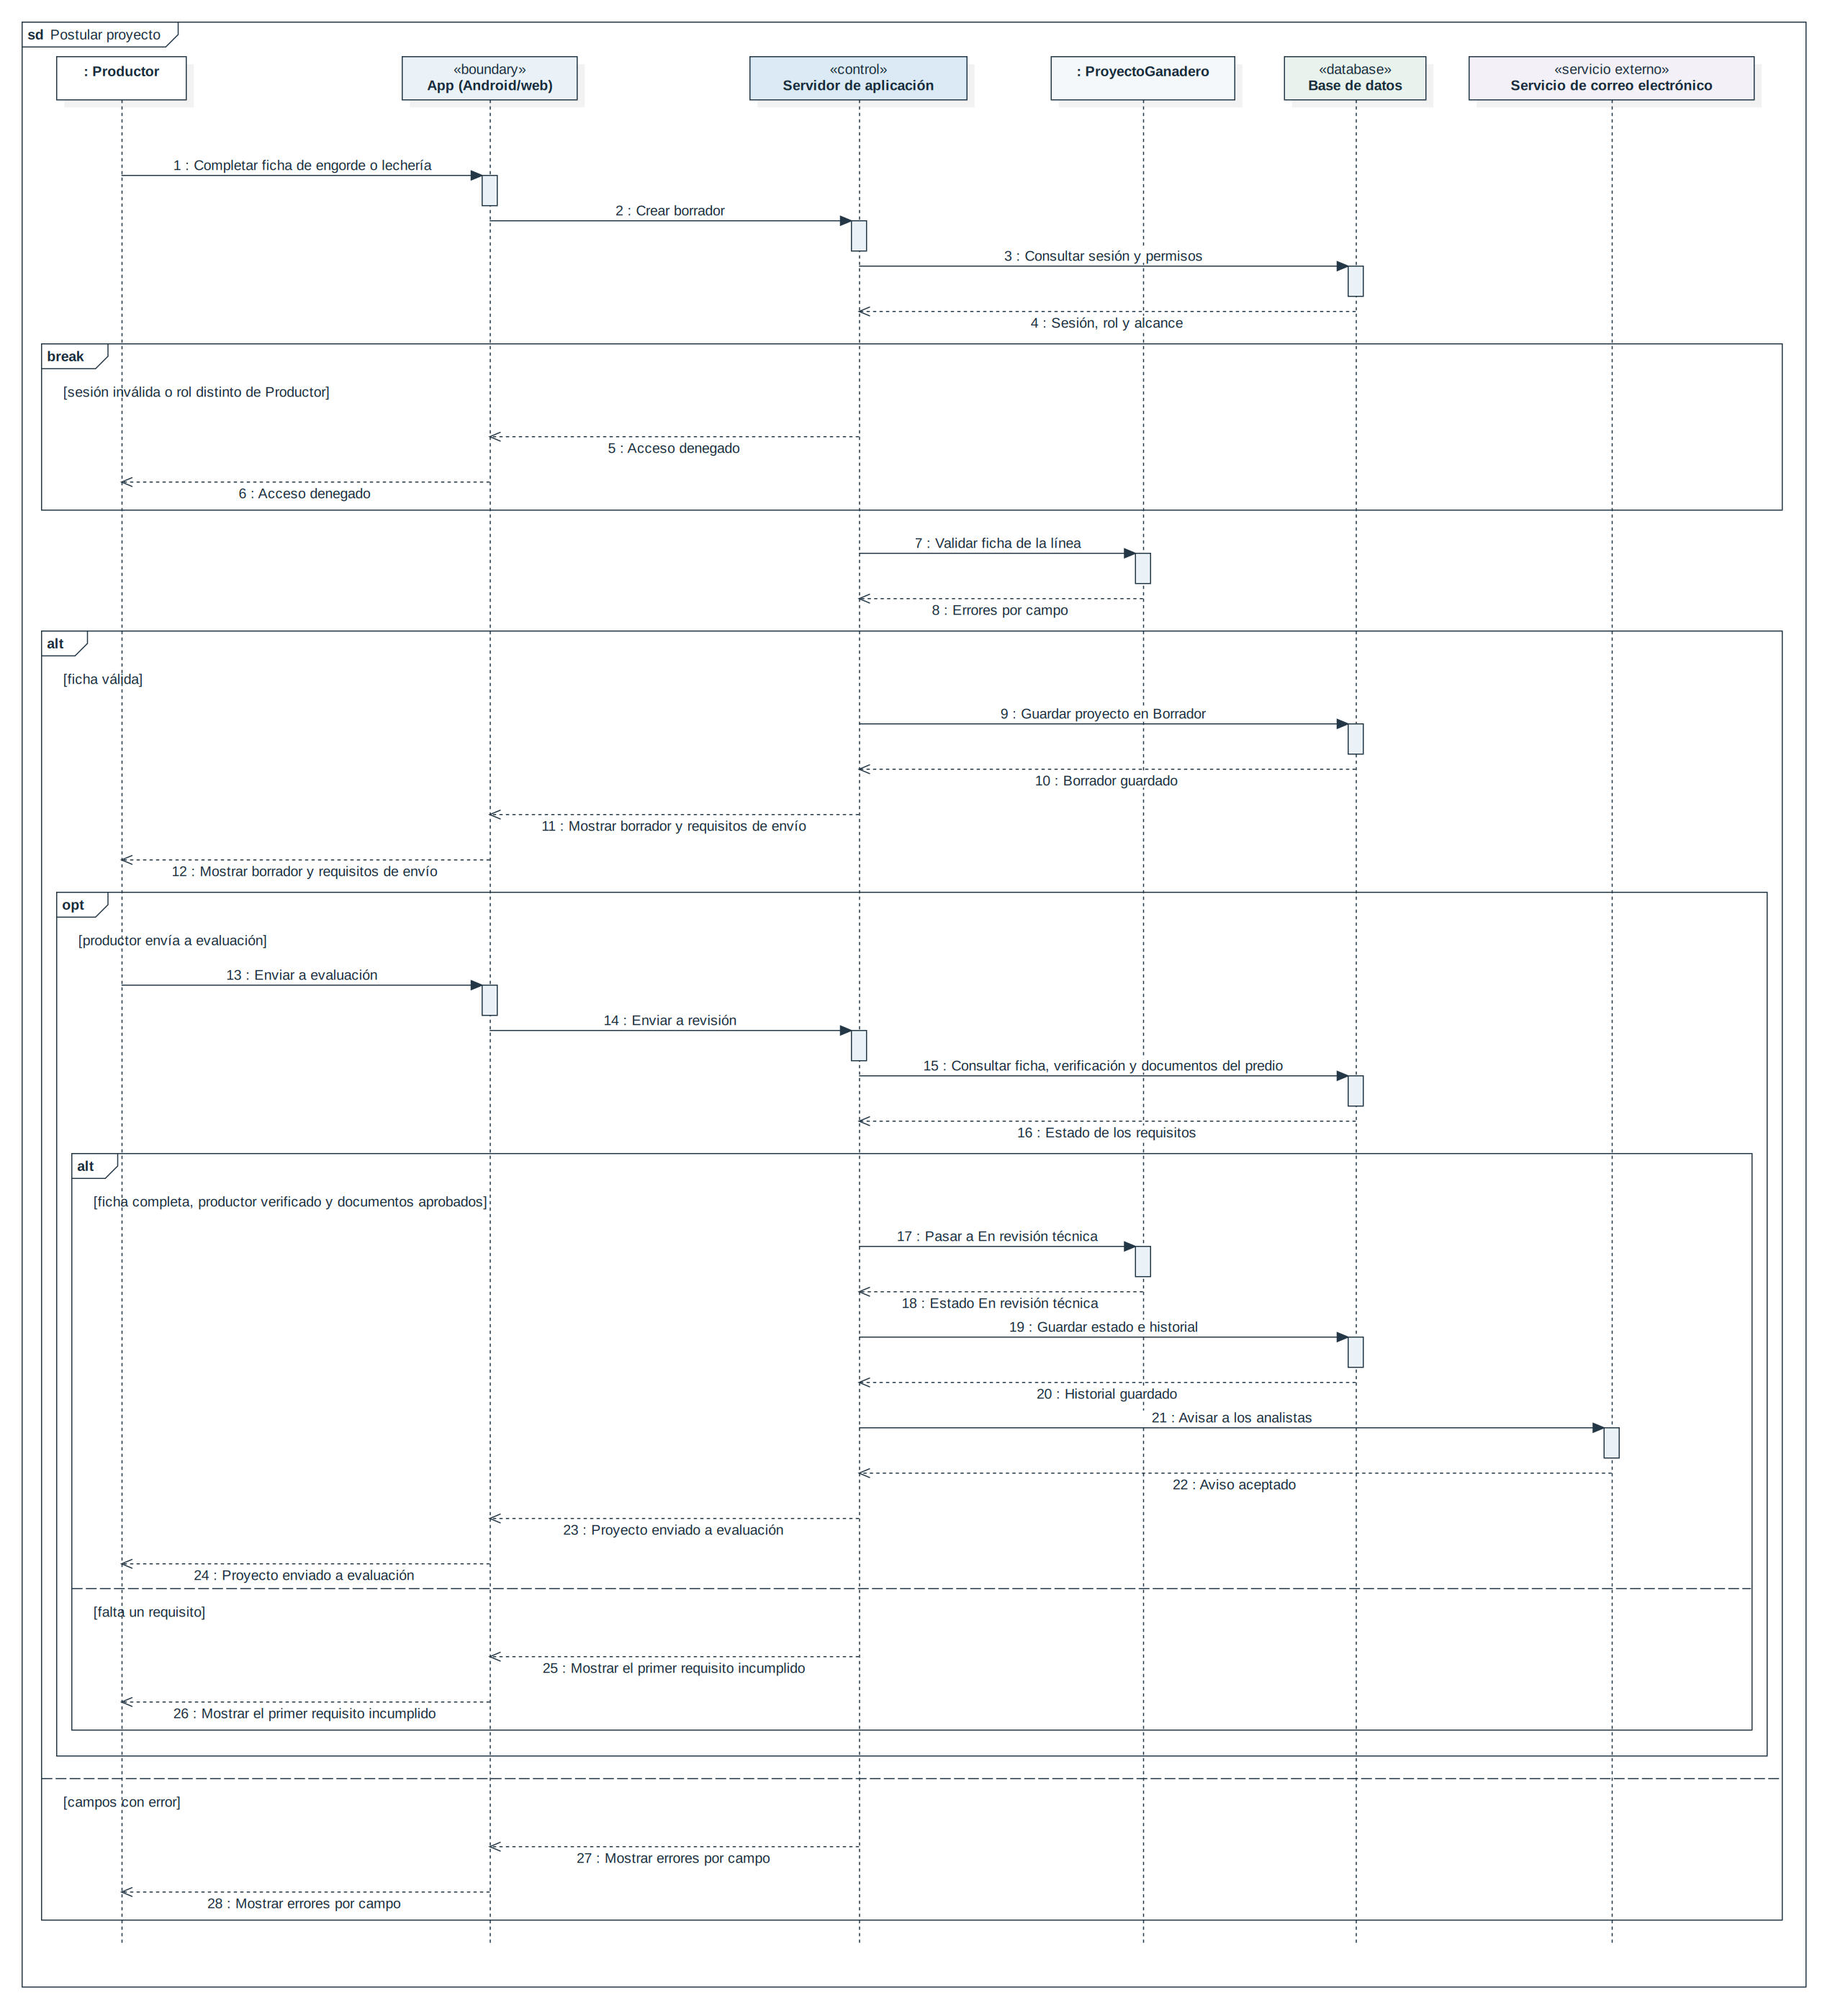 sd Postular proyecto
: Productor
«boundary»
App (Android/web)
«control»
Servidor de aplicación
: ProyectoGanadero
«database»
Base de datos
«servicio externo»
Servicio de correo electrónico
1 : Completar ficha de engorde o lechería
2 : Crear borrador
3 : Consultar sesión y permisos
4 : Sesión, rol y alcance
break
[sesión inválida o rol distinto de Productor]
5 : Acceso denegado
6 : Acceso denegado
7 : Validar ficha de la línea
8 : Errores por campo
alt
[ficha válida]
9 : Guardar proyecto en Borrador
10 : Borrador guardado
11 : Mostrar borrador y requisitos de envío
12 : Mostrar borrador y requisitos de envío
opt
[productor envía a evaluación]
13 : Enviar a evaluación
14 : Enviar a revisión
15 : Consultar ficha, verificación y documentos del predio
16 : Estado de los requisitos
alt
[ficha completa, productor verificado y documentos aprobados]
17 : Pasar a En revisión técnica
18 : Estado En revisión técnica
19 : Guardar estado e historial
20 : Historial guardado
21 : Avisar a los analistas
22 : Aviso aceptado
23 : Proyecto enviado a evaluación
24 : Proyecto enviado a evaluación
[falta un requisito]
25 : Mostrar el primer requisito incumplido
26 : Mostrar el primer requisito incumplido
[campos con error]
27 : Mostrar errores por campo
28 : Mostrar errores por campo